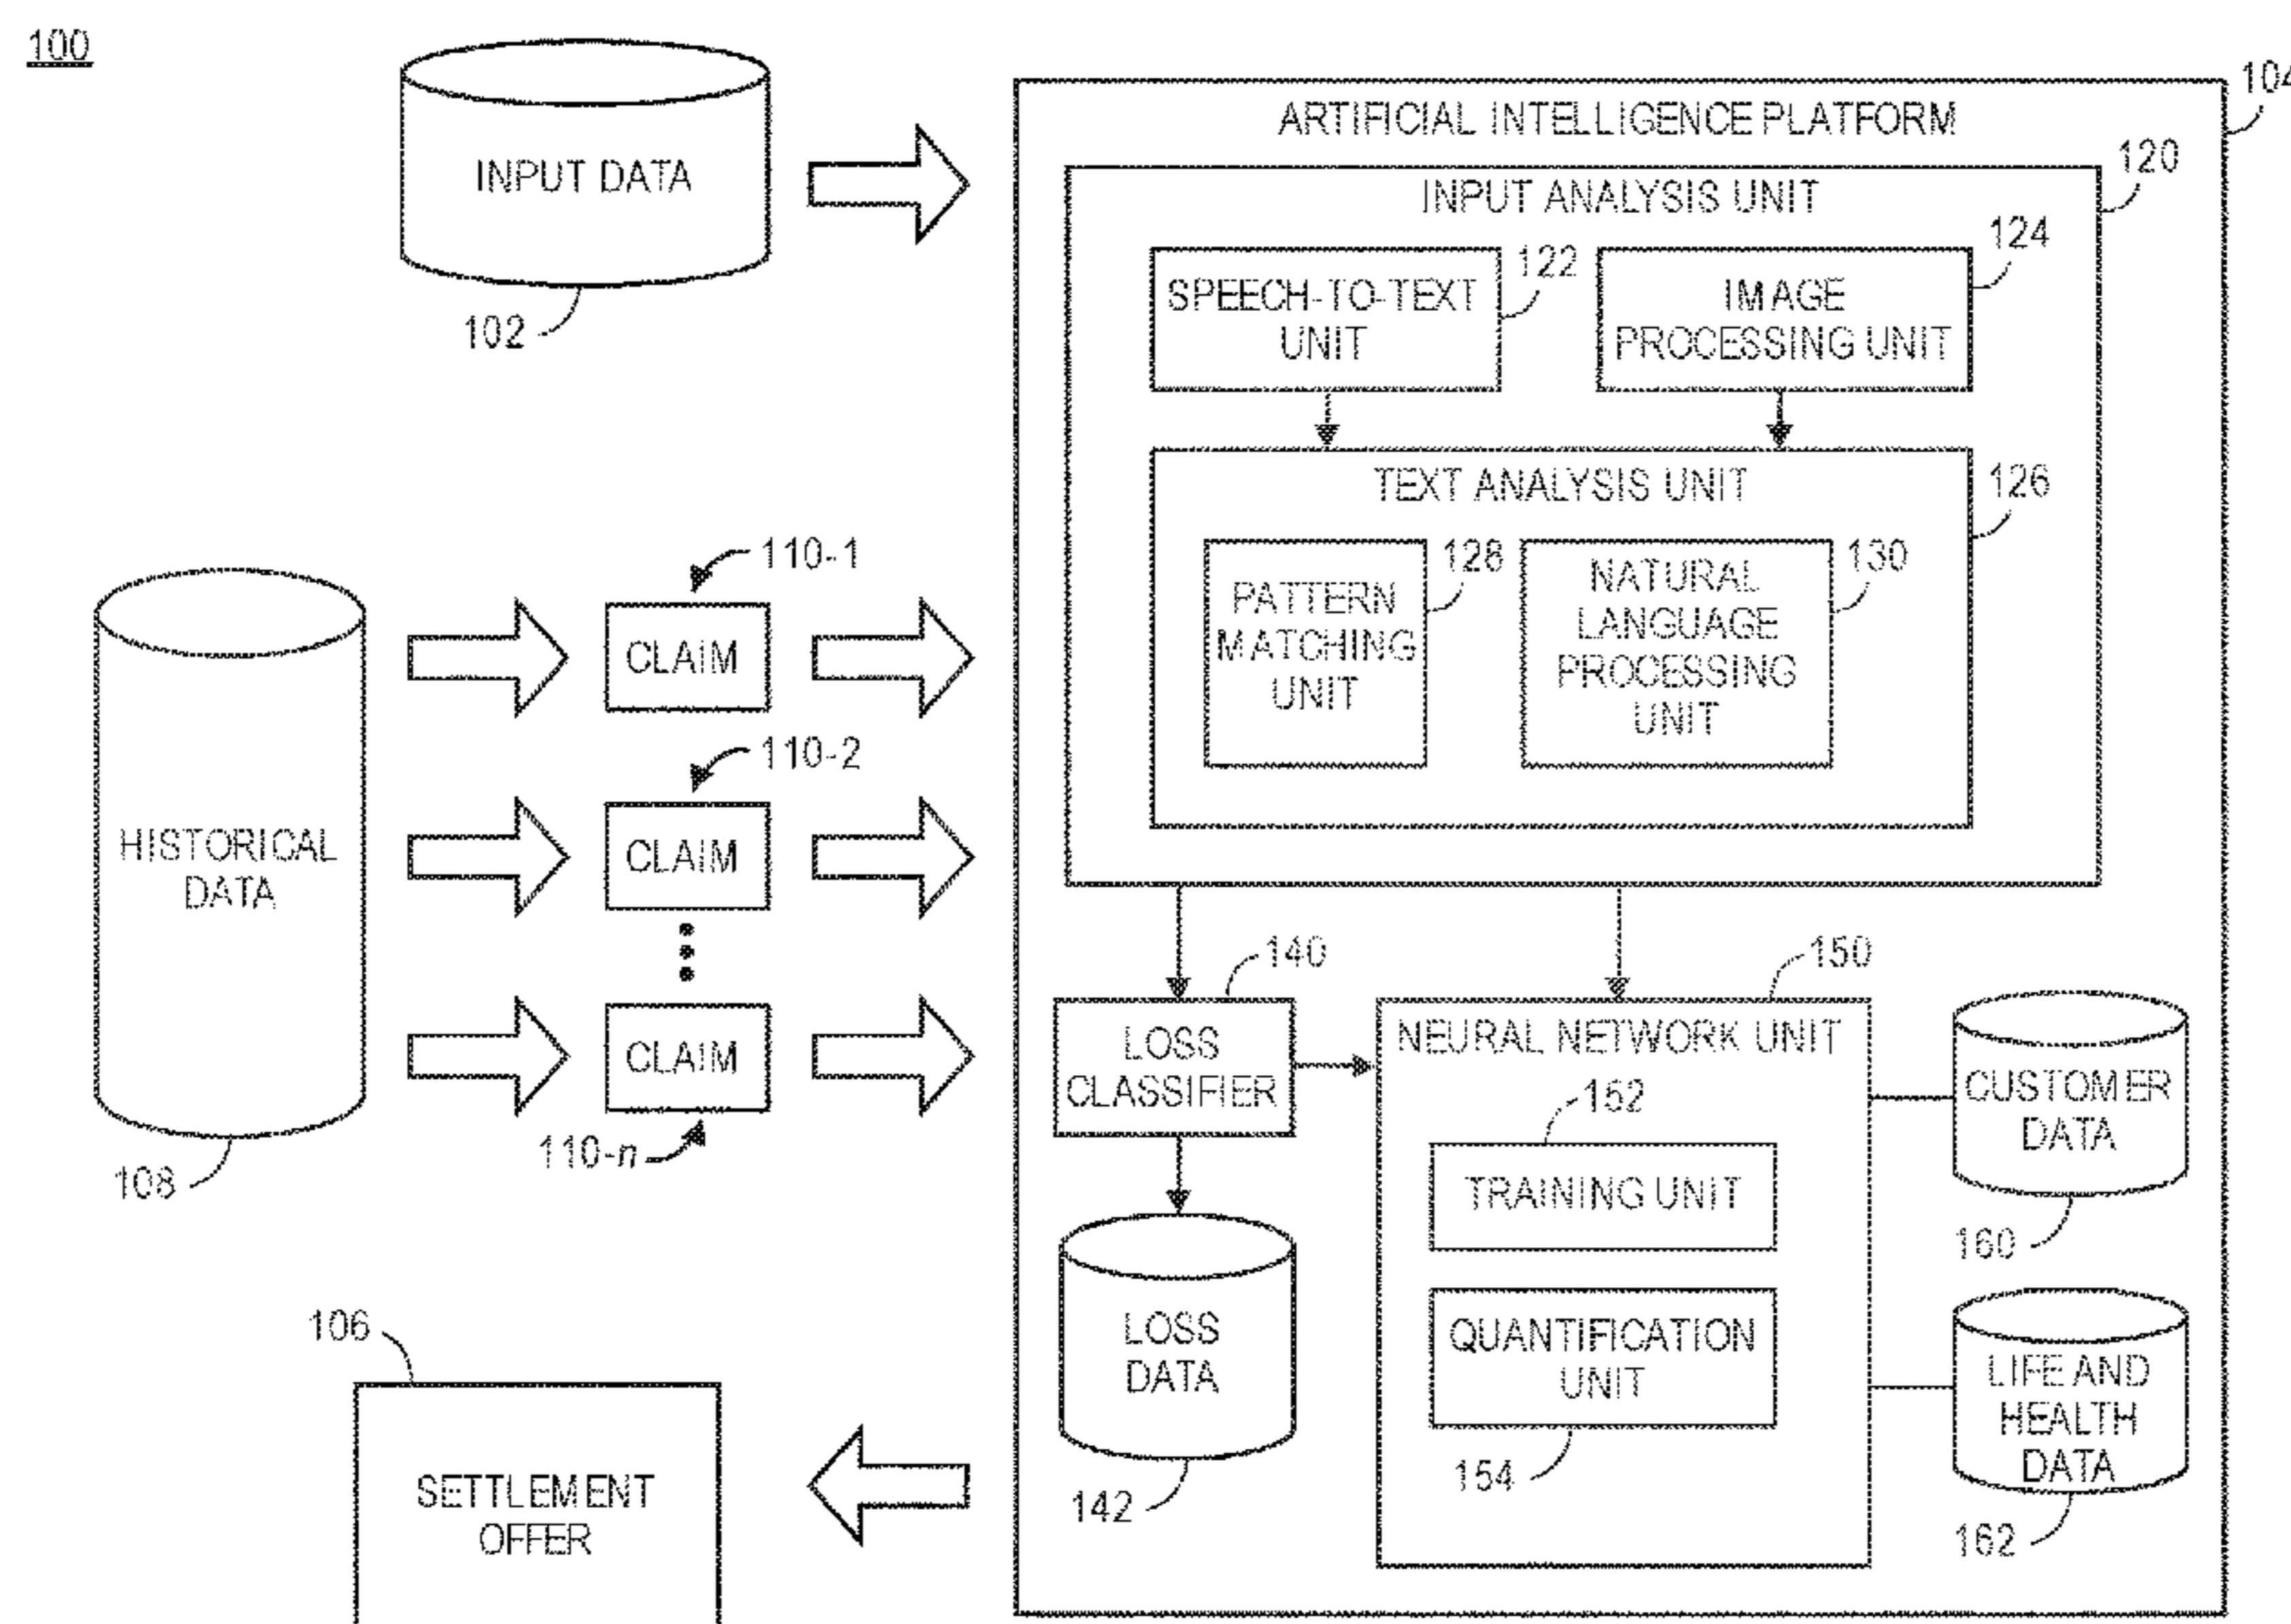 100
INPUT DATA
102
HISTORICAL
DATA
108
110-1
CLAIM
110-2
CLAIM
CLAIM
110-n
106
SETTLEMENT
OFFER
104
ARTIFICIAL INTELLIGENCE PLATFORM
120
INPUT ANALYSIS UNIT
122
SPEECH-TO-TEXT
UNIT
124
IMAGE
PROCESSING UNIT
126
TEXT ANALYSIS UNIT
128
PATTERN
MATCHING
UNIT
130
NATURAL
LANGUAGE
PROCESSING
UNIT
140
LOSS
CLASSIFIER
LOSS
DATA
142
150
NEURAL NETWORK UNIT
152
TRAINING UNIT
QUANTIFICATION
UNIT
154
CUSTOMER
DATA
160
LIFE AND
HEALTH
DATA
162